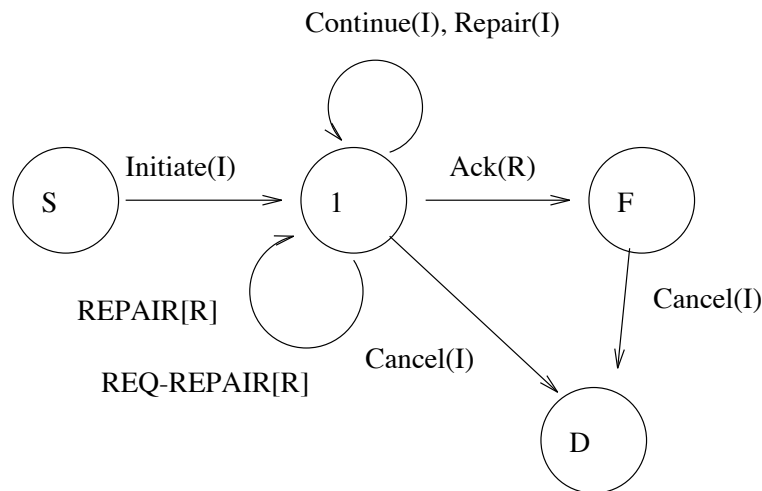 Continue(I), Repair(I)
Initiate(I)
Ack(R)
S
1
F
REPAIR[R]
Cancel(I)
Cancel(I)
REQ-REPAIR[R]
D